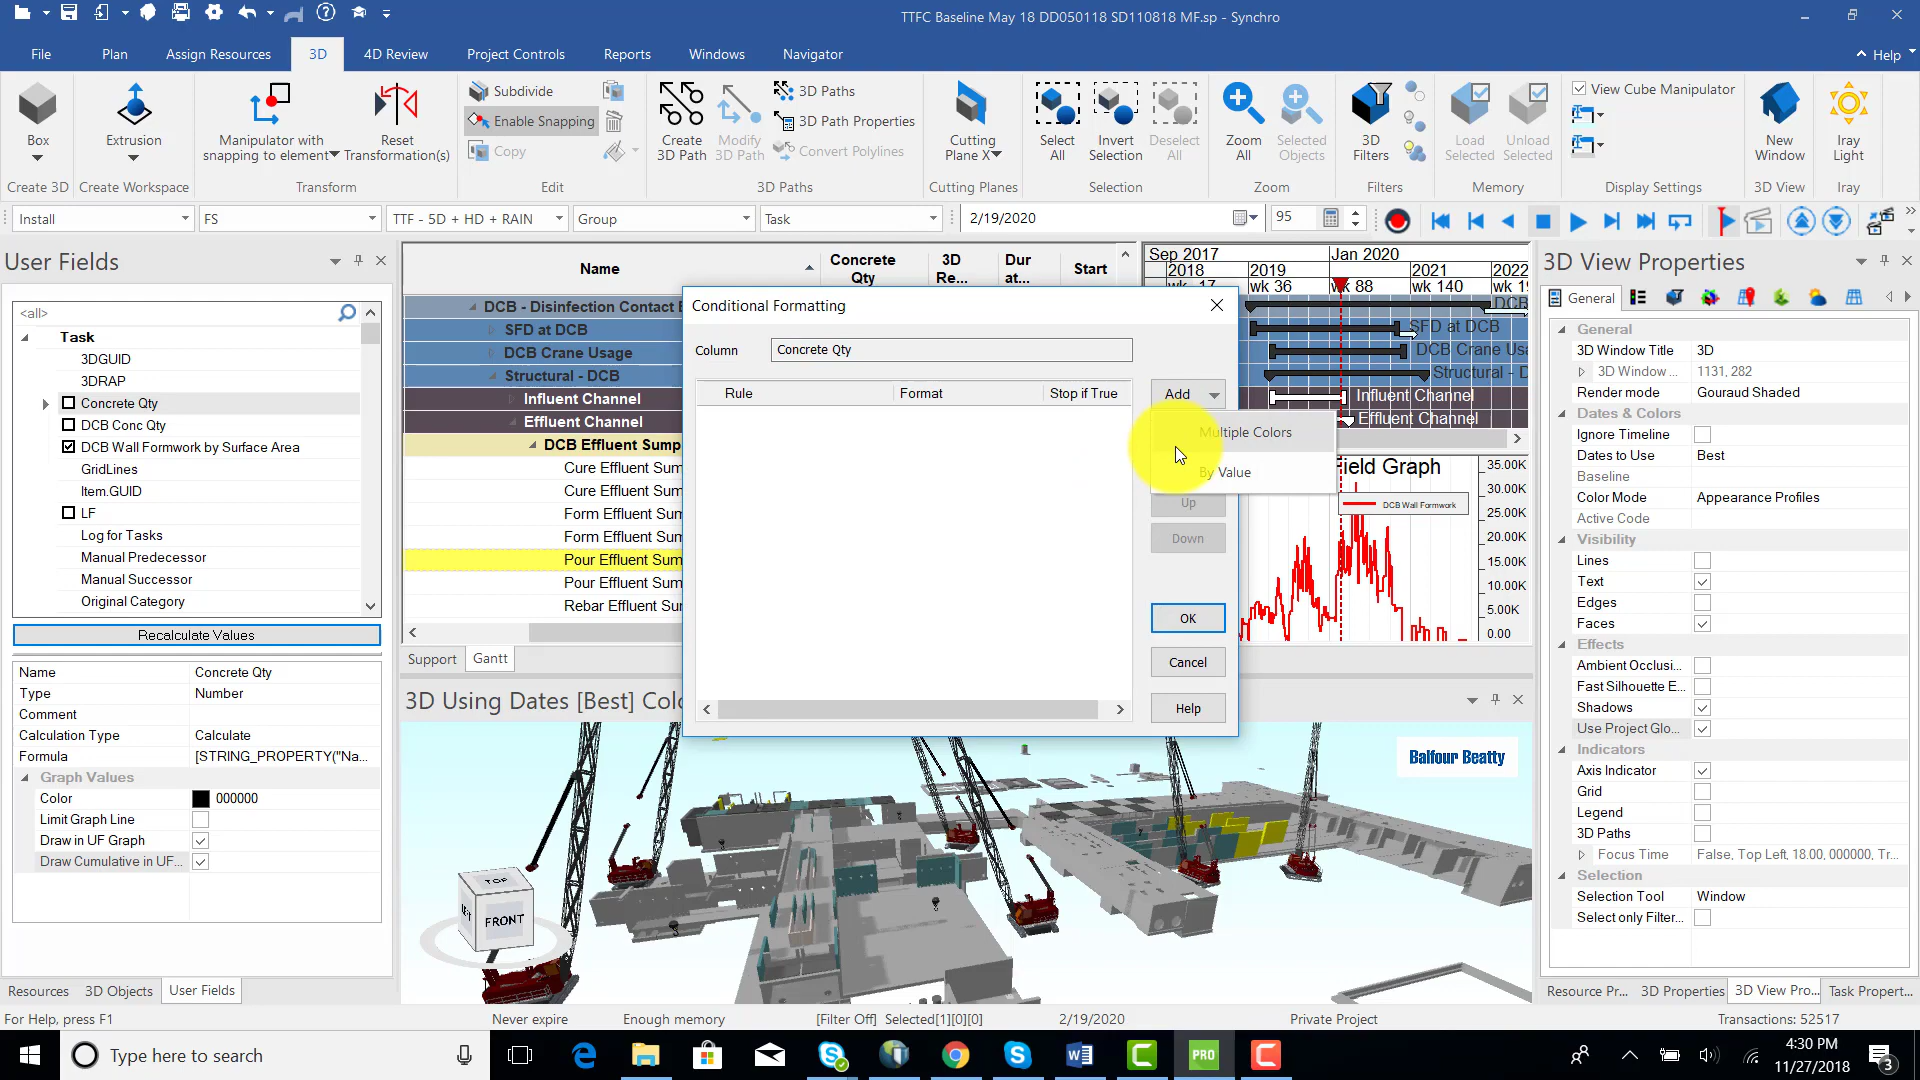 TTFC Baseline May 18 DD050118 SD110818 MF.sp - Synchro
File Plan Assign Resources 3D 4D Review Project Controls Reports Windows Navigator Help
Box
Extrusion
Manipulator with snapping to element
Reset Transformation(s)
Subdivide
Enable Snapping
Copy
Create 3D Path
Modify 3D Path
3D Paths
3D Path Properties
Convert Polylines
Cutting Plane X
Select All
Invert Selection
Deselect All
Zoom All
Selected Objects
3D Filters
Load Selected
Unload Selected
View Cube Manipulator
New Window
Iray Light
Create 3D Create Workspace Transform Edit 3D Paths Cutting Planes Selection Zoom Filters Memory Display Settings 3D View Iray
Install FS TTF - 5D + HD + RAIN Group Task 2/19/2020 95
User Fields
<all>
Task
3DGUID
3DRAP
Concrete Qty
DCB Conc Qty
DCB Wall Formwork by Surface Area
GridLines
Item.GUID
LF
Log for Tasks
Manual Predecessor
Manual Successor
Original Category
Recalculate Values
Name Concrete Qty
Type Number
Comment
Calculation Type Calculate
Formula [STRING_PROPERTY("Na...
Graph Values
Color 000000
Limit Graph Line
Draw in UF Graph
Draw Cumulative in UF...
Resources 3D Objects User Fields
Name Concrete Qty 3D Re... Dur at... Start
DCB - Disinfection Contact
SFD at DCB
DCB Crane Usage
Structural - DCB
Influent Channel
Effluent Channel
DCB Effluent Sump
Cure Effluent Sum
Cure Effluent Sum
Form Effluent Sum
Form Effluent Sum
Pour Effluent Sum
Pour Effluent Sum
Rebar Effluent Sur
Support Gantt
Sep 2017 Jan 2020
2018 2019 2021 2022
wk 17 wk 36 wk 88 wk 140 wk 19
DCB
SFD at DCB
DCB Crane Usa
Structural - D
Influent Channel
Effluent Channel
ield Graph
DCB Wall Formwork
35.00K
30.00K
25.00K
20.00K
15.00K
10.00K
5.00K
0.00
Conditional Formatting
Column Concrete Qty
Rule Format Stop if True
Add
Multiple Colors
By Value
Up
Down
OK
Cancel
Help
3D Using Dates [Best] Colo
Balfour Beatty
TOP
FRONT
3D View Properties
General
General
3D Window Title 3D
3D Window ... 1131, 282
Render mode Gouraud Shaded
Dates & Colors
Ignore Timeline
Dates to Use Best
Baseline
Color Mode Appearance Profiles
Active Code
Visibility
Lines
Text
Edges
Faces
Effects
Ambient Occlusi...
Fast Silhouette E...
Shadows
Use Project Glo...
Indicators
Axis Indicator
Grid
Legend
3D Paths
Focus Time False, Top Left, 18.00, 000000, Tr...
Selection
Selection Tool Window
Select only Filter...
Resource Pr... 3D Properties 3D View Pro... Task Propert...
For Help, press F1 Never expire Enough memory [Filter Off] Selected[1][0][0] 2/19/2020 Private Project Transactions: 52517
Type here to search
PRO
4:30 PM
11/27/2018
3